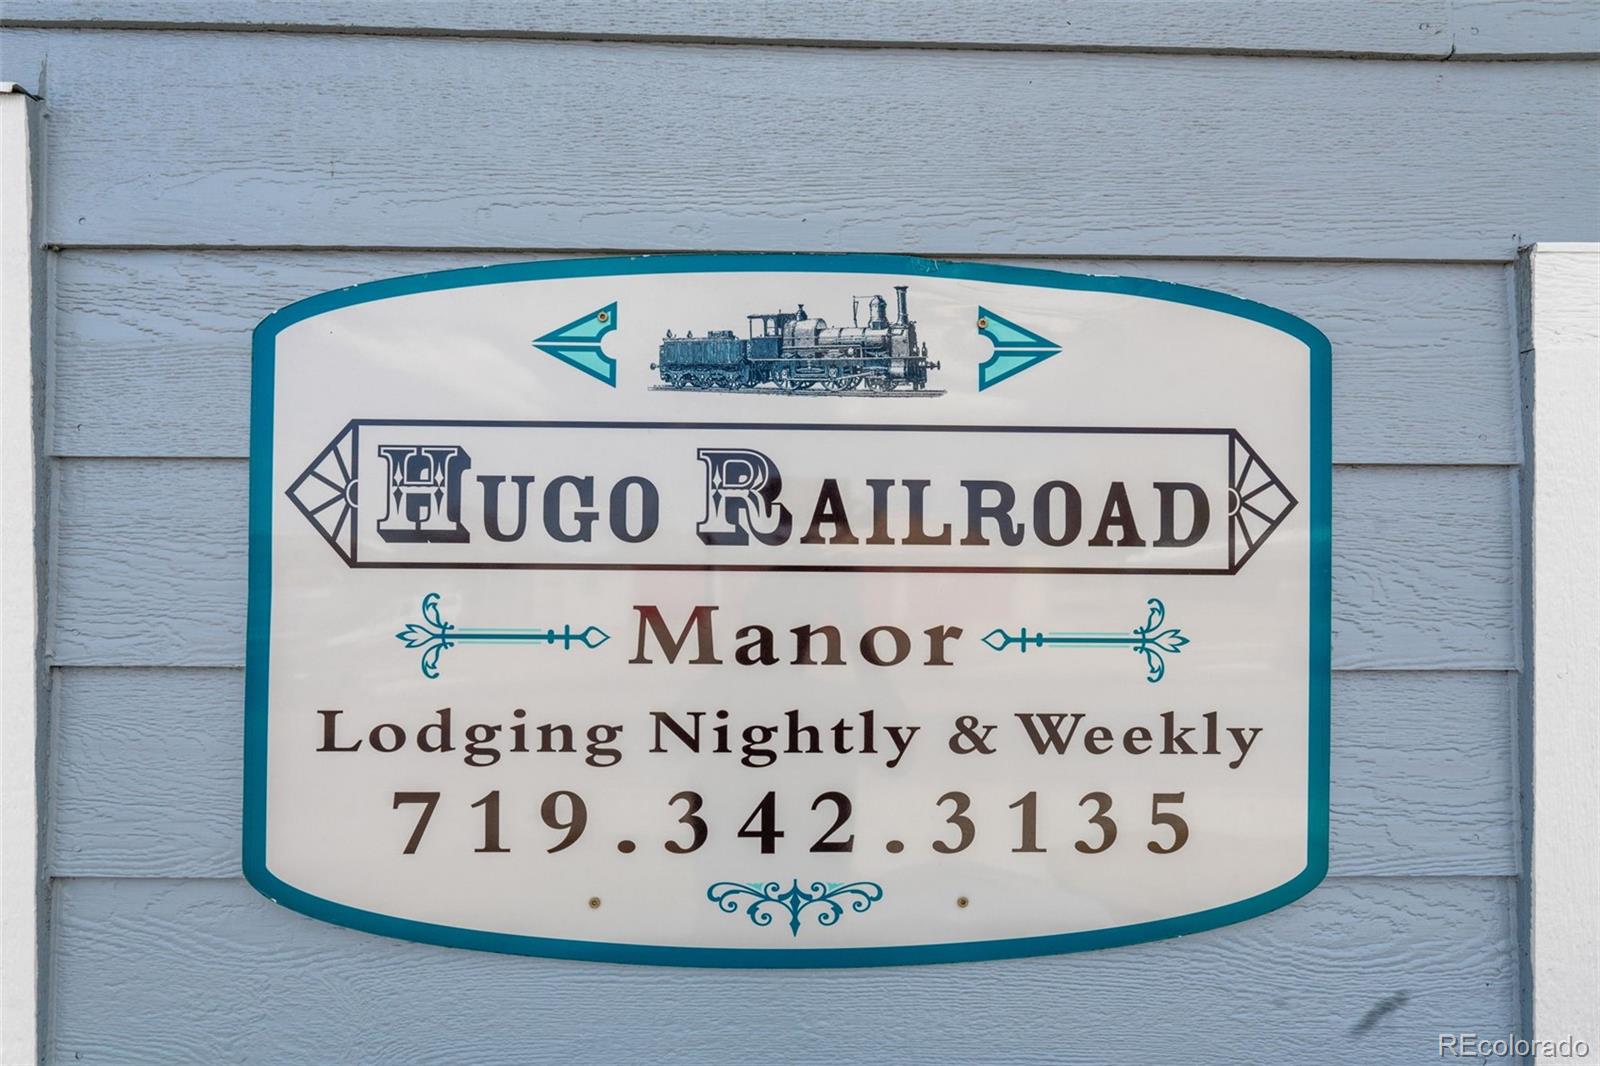 Hugo Railroad
Manor
Lodging Nightly & Weekly
719.342.3135
REcolorado